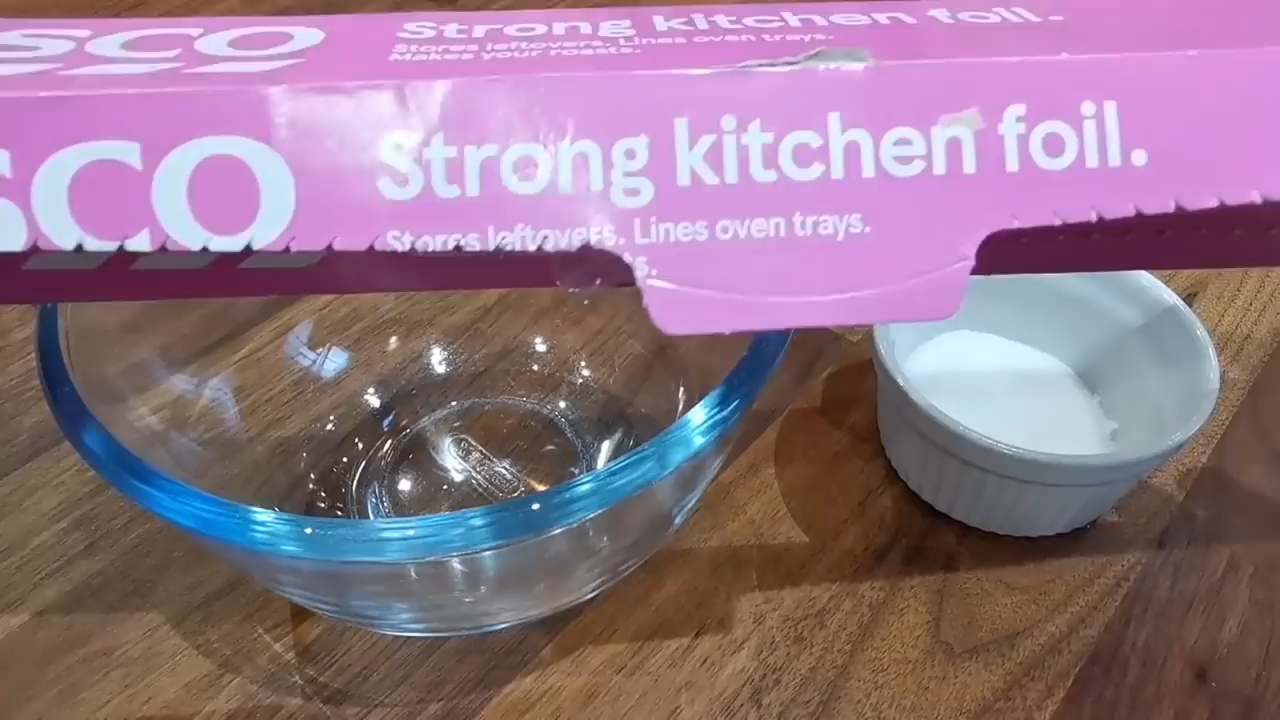 SCO
Strong kitchen foil.
Stores leftovers. Lines oven trays.
Makes your roasts.
SCO
Strong kitchen foil.
Stores leftovers. Lines oven trays.
s.